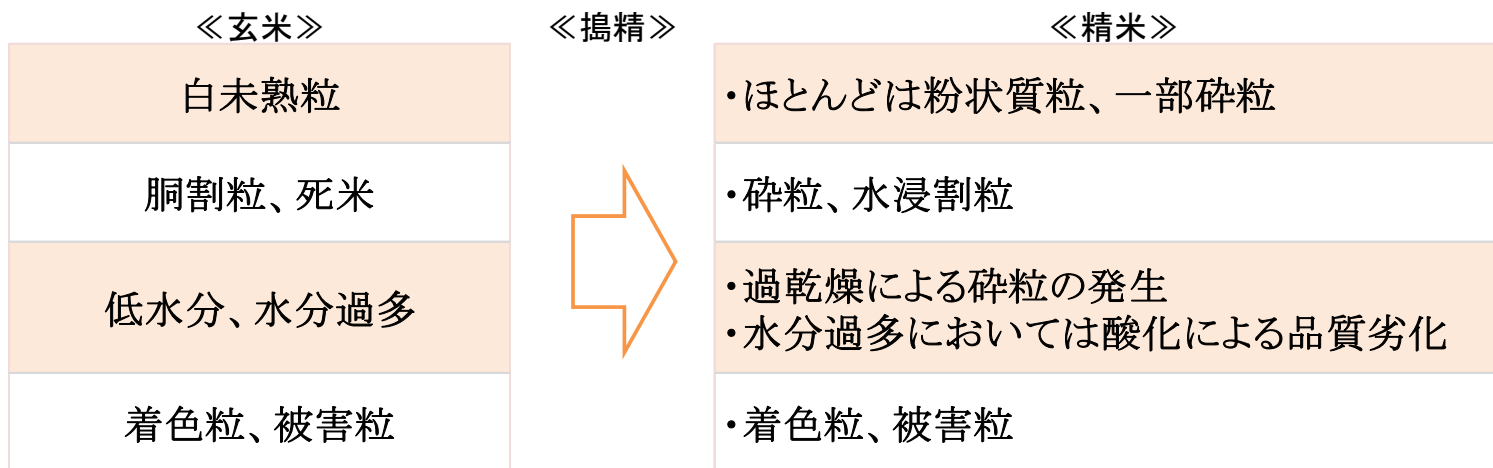 ≪玄米≫ ≪搗精≫ ≪精米≫
白未熟粒
・ほとんどは粉状質粒、一部砕粒
胴割粒、死米
・砕粒、水浸割粒
低水分、水分過多
・過乾燥による砕粒の発生
・水分過多においては酸化による品質劣化
着色粒、被害粒
・着色粒、被害粒